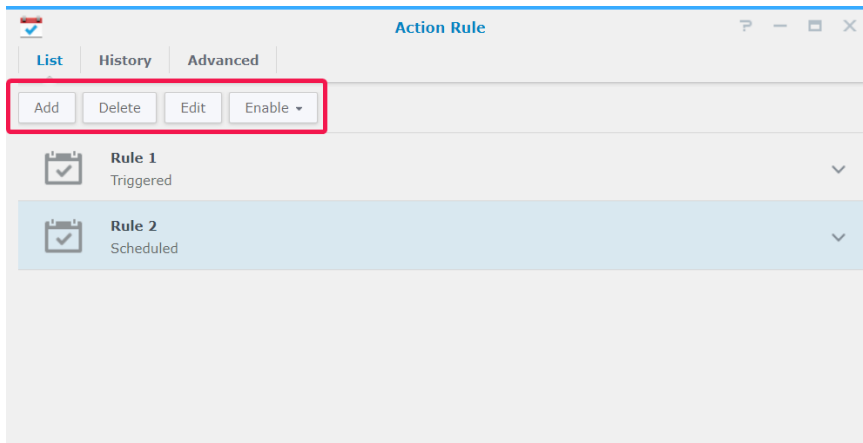 Action Rule
List History Advanced
Add Delete Edit Enable
Rule 1
Triggered
Rule 2
Scheduled